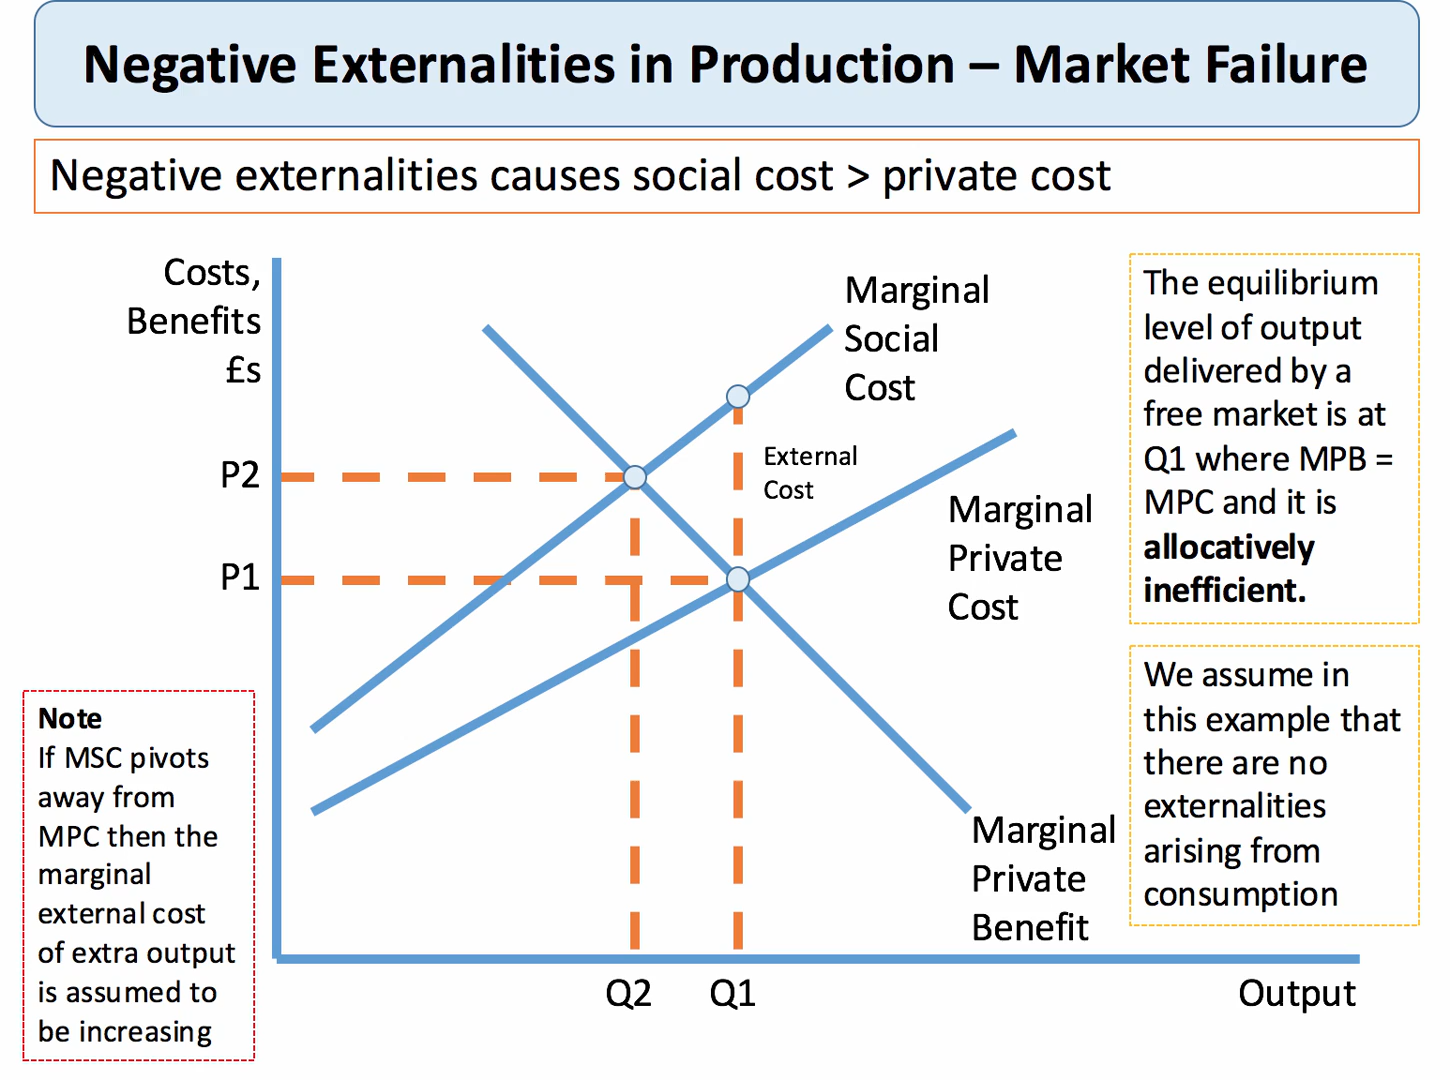 Negative Externalities in Production – Market Failure
Negative externalities causes social cost > private cost
Costs,
Benefits
£s
P2
P1
Marginal
Social
Cost
External
Cost
Marginal
Private
Cost
Marginal
Private
Benefit
Q2
Q1
Output
The equilibrium
level of output
delivered by a
free market is at
Q1 where MPB =
MPC and it is
allocatively
inefficient.
We assume in
this example that
there are no
externalities
arising from
consumption
Note
If MSC pivots
away from
MPC then the
marginal
external cost
of extra output
is assumed to
be increasing